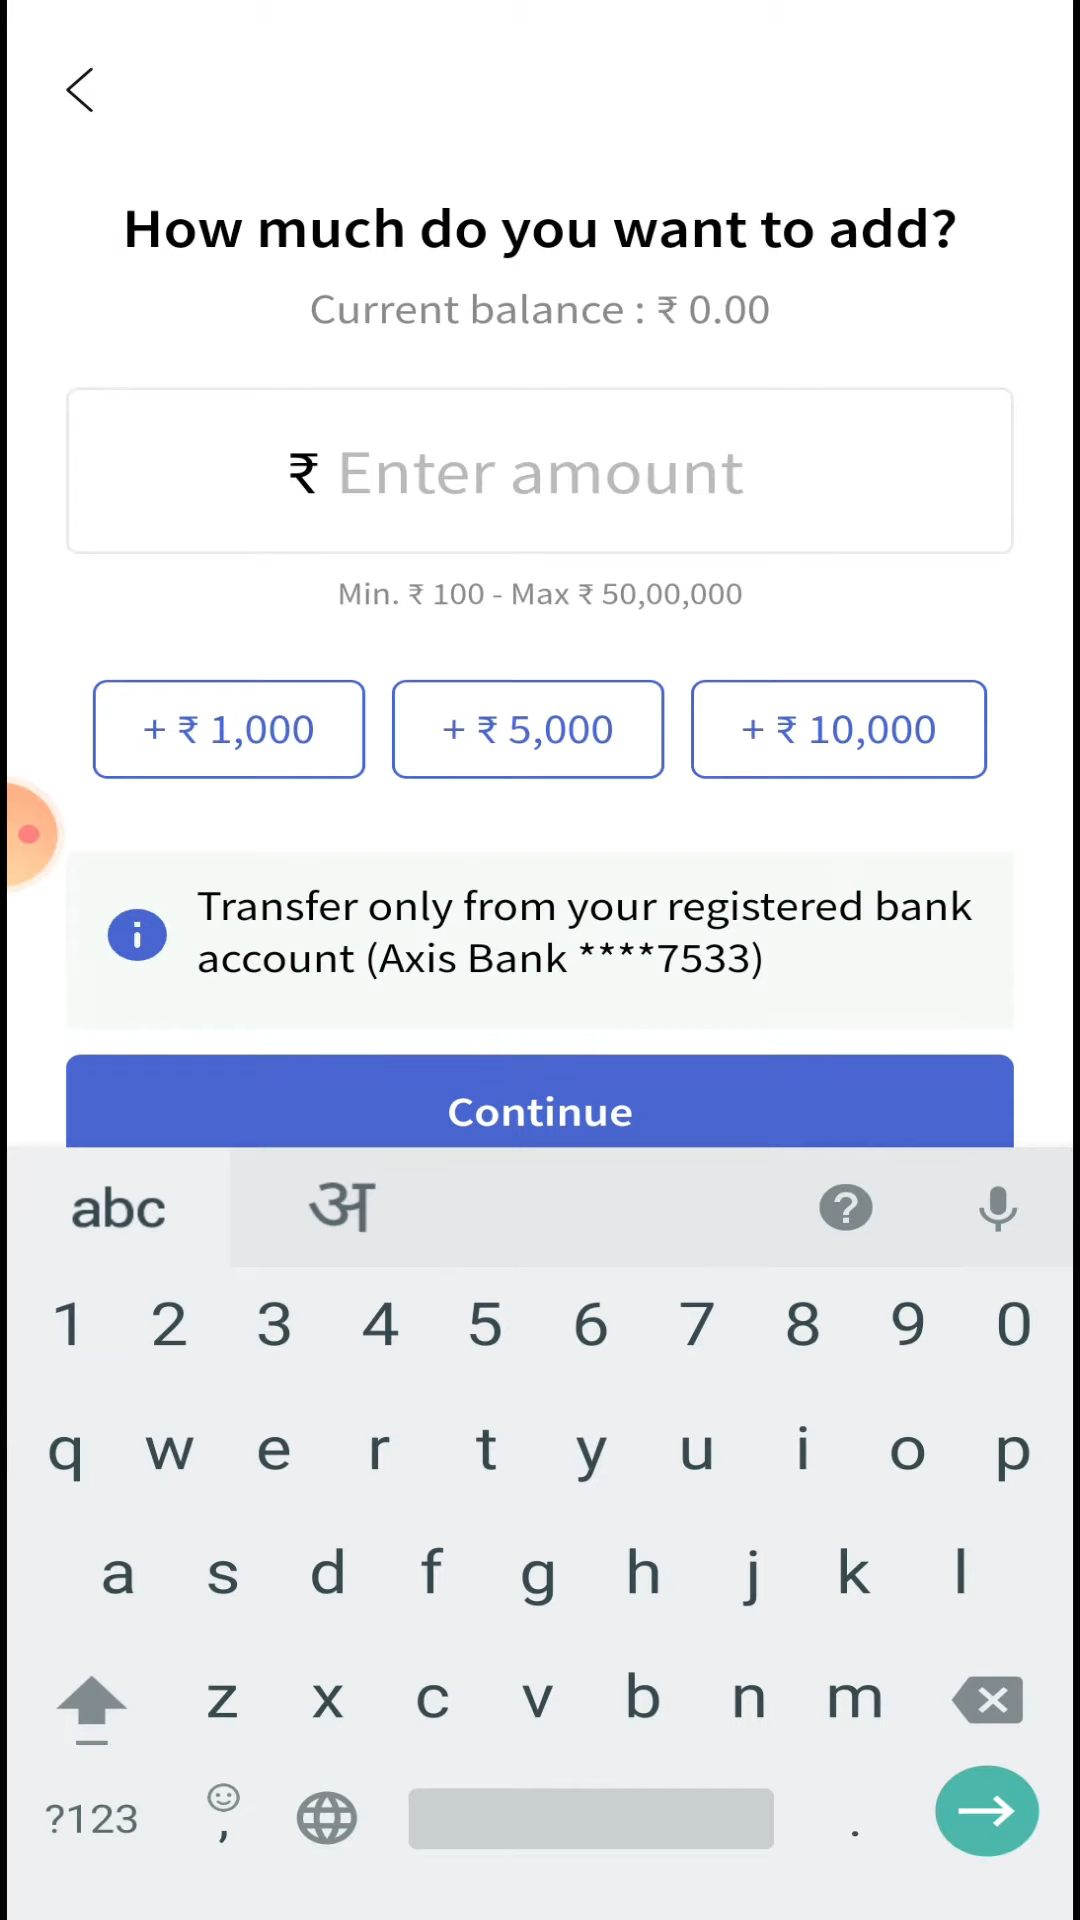 How much do you want to add?
Current balance : ₹ 0.00
₹ Enter amount
Min. ₹ 100 - Max ₹ 50,00,000
+ ₹ 1,000 + ₹ 5,000 + ₹ 10,000
Transfer only from your registered bank
account (Axis Bank ****7533)
Continue
abc अ ?
1 2 3 4 5 6 7 8 9 0
q w e r t y u i o p
a s d f g h j k l
z x c v b n m
?123 , .